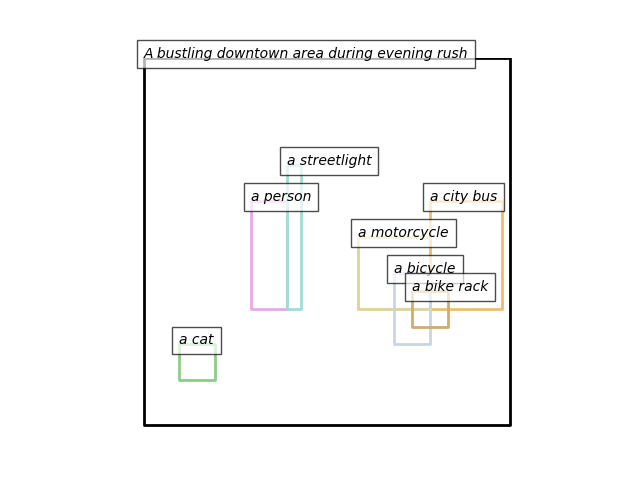 A bustling downtown area during evening rush
a streetlight
a person
a city bus
a motorcycle
a bicycle
a bike rack
a cat